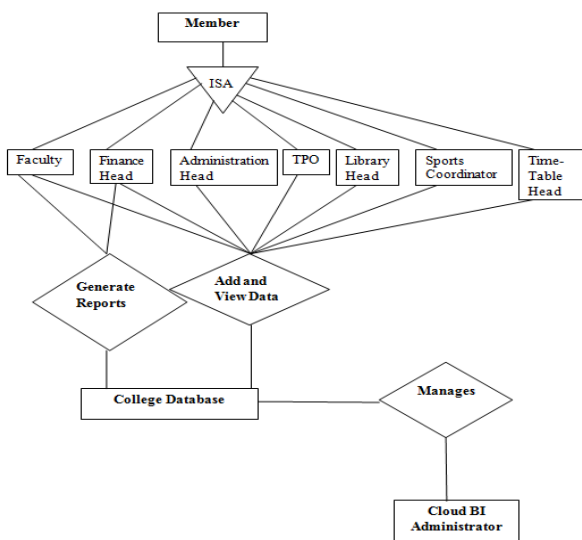 Member
ISA
Faculty
Finance
Head
Administration
Head
TPO
Library
Head
Sports
Coordinator
Time-
Table
Head
Generate
Reports
Add and
View Data
College Database
Manages
Cloud BI
Administrator